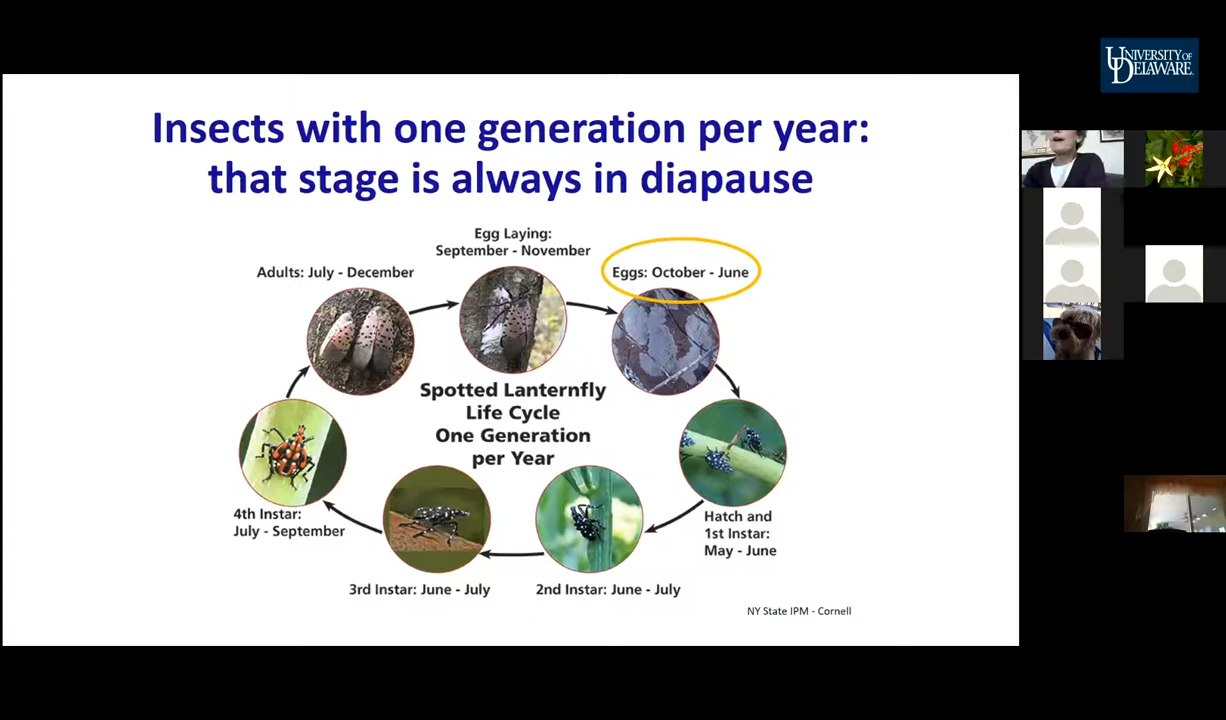 UNIVERSITY OF
DELAWARE
Insects with one generation per year:
that stage is always in diapause
Egg Laying:
September - November
Adults: July - December
Eggs: October - June
Spotted Lanternfly
Life Cycle
One Generation
per Year
4th Instar:
July - September
Hatch and
1st Instar:
May - June
3rd Instar: June - July
2nd Instar: June - July
NY State IPM - Cornell